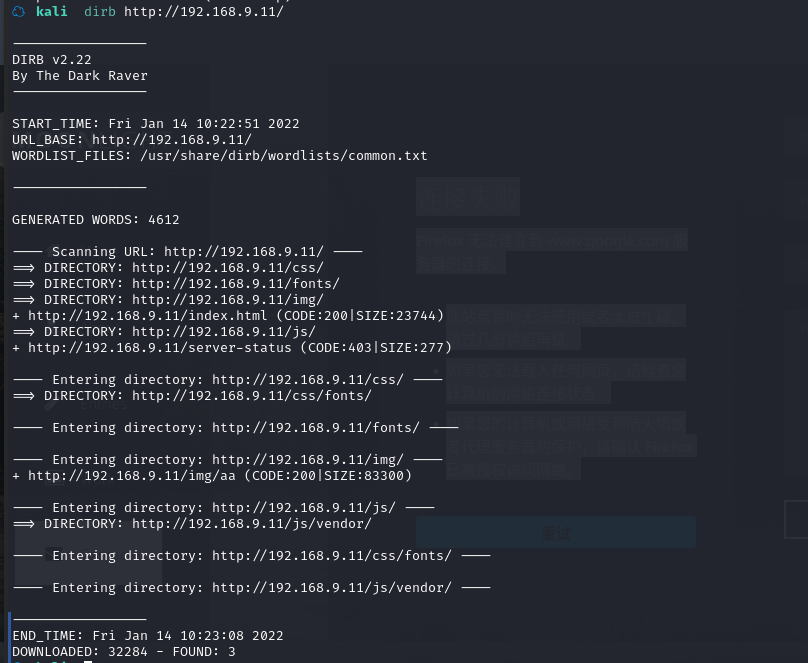 kali dirb http://192.168.9.11/
-----------------
DIRB v2.22
By The Dark Raver
-----------------
START_TIME: Fri Jan 14 10:22:51 2022
URL_BASE: http://192.168.9.11/
WORDLIST_FILES: /usr/share/dirb/wordlists/common.txt
-----------------
GENERATED WORDS: 4612
---- Scanning URL: http://192.168.9.11/ ----
==> DIRECTORY: http://192.168.9.11/css/
==> DIRECTORY: http://192.168.9.11/fonts/
==> DIRECTORY: http://192.168.9.11/img/
+ http://192.168.9.11/index.html (CODE:200|SIZE:23744)
==> DIRECTORY: http://192.168.9.11/js/
+ http://192.168.9.11/server-status (CODE:403|SIZE:277)
---- Entering directory: http://192.168.9.11/css/ ----
==> DIRECTORY: http://192.168.9.11/css/fonts/
---- Entering directory: http://192.168.9.11/fonts/ ----
---- Entering directory: http://192.168.9.11/img/ ----
+ http://192.168.9.11/img/aa (CODE:200|SIZE:83300)
---- Entering directory: http://192.168.9.11/js/ ----
==> DIRECTORY: http://192.168.9.11/js/vendor/
---- Entering directory: http://192.168.9.11/css/fonts/ ----
---- Entering directory: http://192.168.9.11/js/vendor/ ----
-----------------
END_TIME: Fri Jan 14 10:23:08 2022
DOWNLOADED: 32284 - FOUND: 3